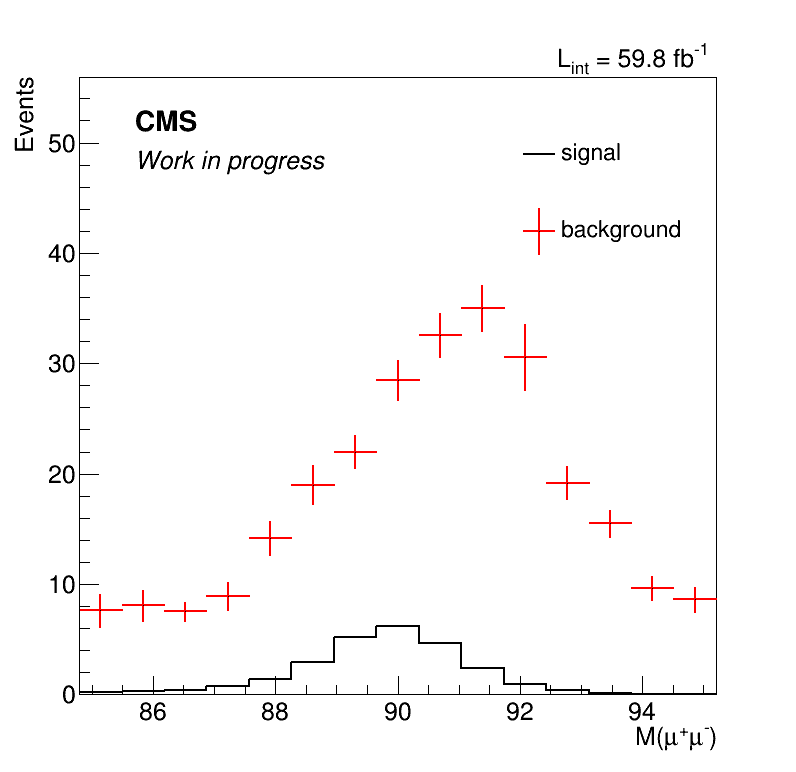 L_int = 59.8 fb^-1
Events
CMS
Work in progress
signal
background
50
40
30
20
10
0
86 88 90 92 94
M(μ⁺μ⁻)